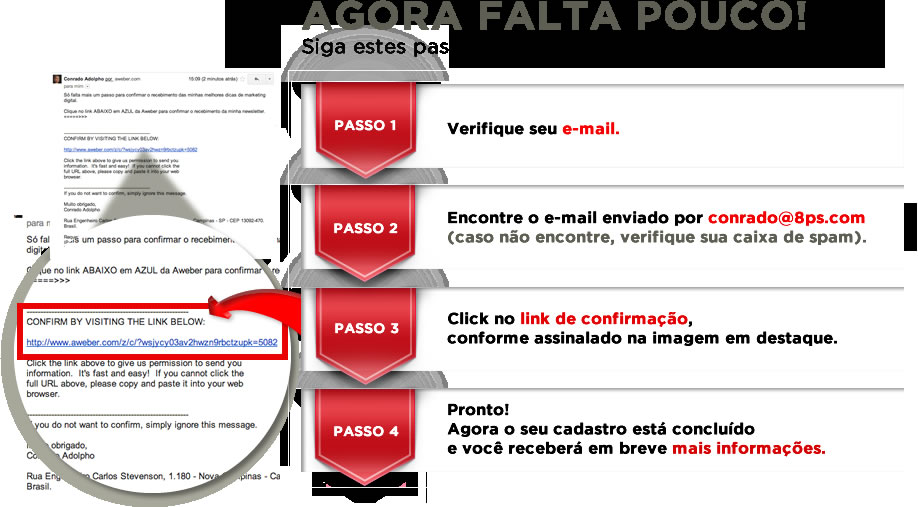 AGORA FALTA POUCO!
Siga estes pas
Conrado Adolpho por aweber.com
15:09 (2 minutos atrás)
para mim
Só falta mais um passo para confirmar o recebimento das minhas melhores dicas de marketing
digital.
Clique no link ABAIXO em AZUL da Aweber para confirmar o recebimento da minha newsletter.
=====>>>
CONFIRM BY VISITING THE LINK BELOW:
http://www.aweber.com/z/c/?wsjycy03av2hwzn9rbctzupk=5082
Click the link above to give us permission to send you
information. It's fast and easy! If you cannot click the
full URL above, please copy and paste it into your web
browser.
If you do not want to confirm, simply ignore this message.
Muito obrigado,
Conrado Adolpho
Rua Engenheiro Carlos
Campinas - SP - CEP 13092-470,
Brasil.
PASSO 1
Verifique seu e-mail.
PASSO 2
Encontre o e-mail enviado por conrado@8ps.com
(caso não encontre, verifique sua caixa de spam).
PASSO 3
Click no link de confirmação,
conforme assinalado na imagem em destaque.
PASSO 4
Pronto!
Agora o seu cadastro está concluído
e você receberá em breve mais informações.
para m
Só fal is um passo para confirmar o recebimen
digit
que no link ABAIXO em AZUL da Aweber para confirmar re
====>>>
CONFIRM BY VISITING THE LINK BELOW:
http://www.aweber.com/z/c/?wsjycy03av2hwzn9rbctzupk=5082
Click the link above to give us permission to send you
information. It's fast and easy! If you cannot click the
full URL above, please copy and paste it into your web
browser.
you do not want to confirm, simply ignore this message.
obrigado,
Co Adolpho
Rua Eng Carlos Stevenson, 1.180 - Nova pinas - Ca
Brasil.